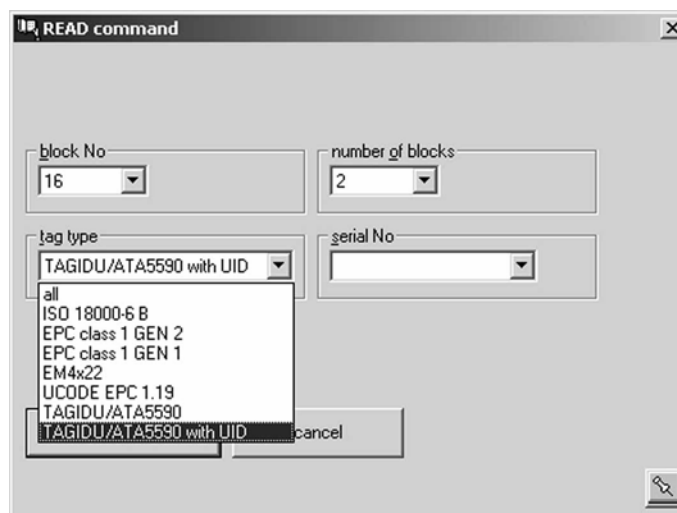 READ command
block No
number of blocks
16
2
tag type
serial No
TAGIDU/ATA5590 with UID
all
ISO 18000-6 B
EPC class 1 GEN 2
EPC class 1 GEN 1
EM4x22
UCODE EPC 1.19
TAGIDU/ATA5590
TAGIDU/ATA5590 with UID
cancel